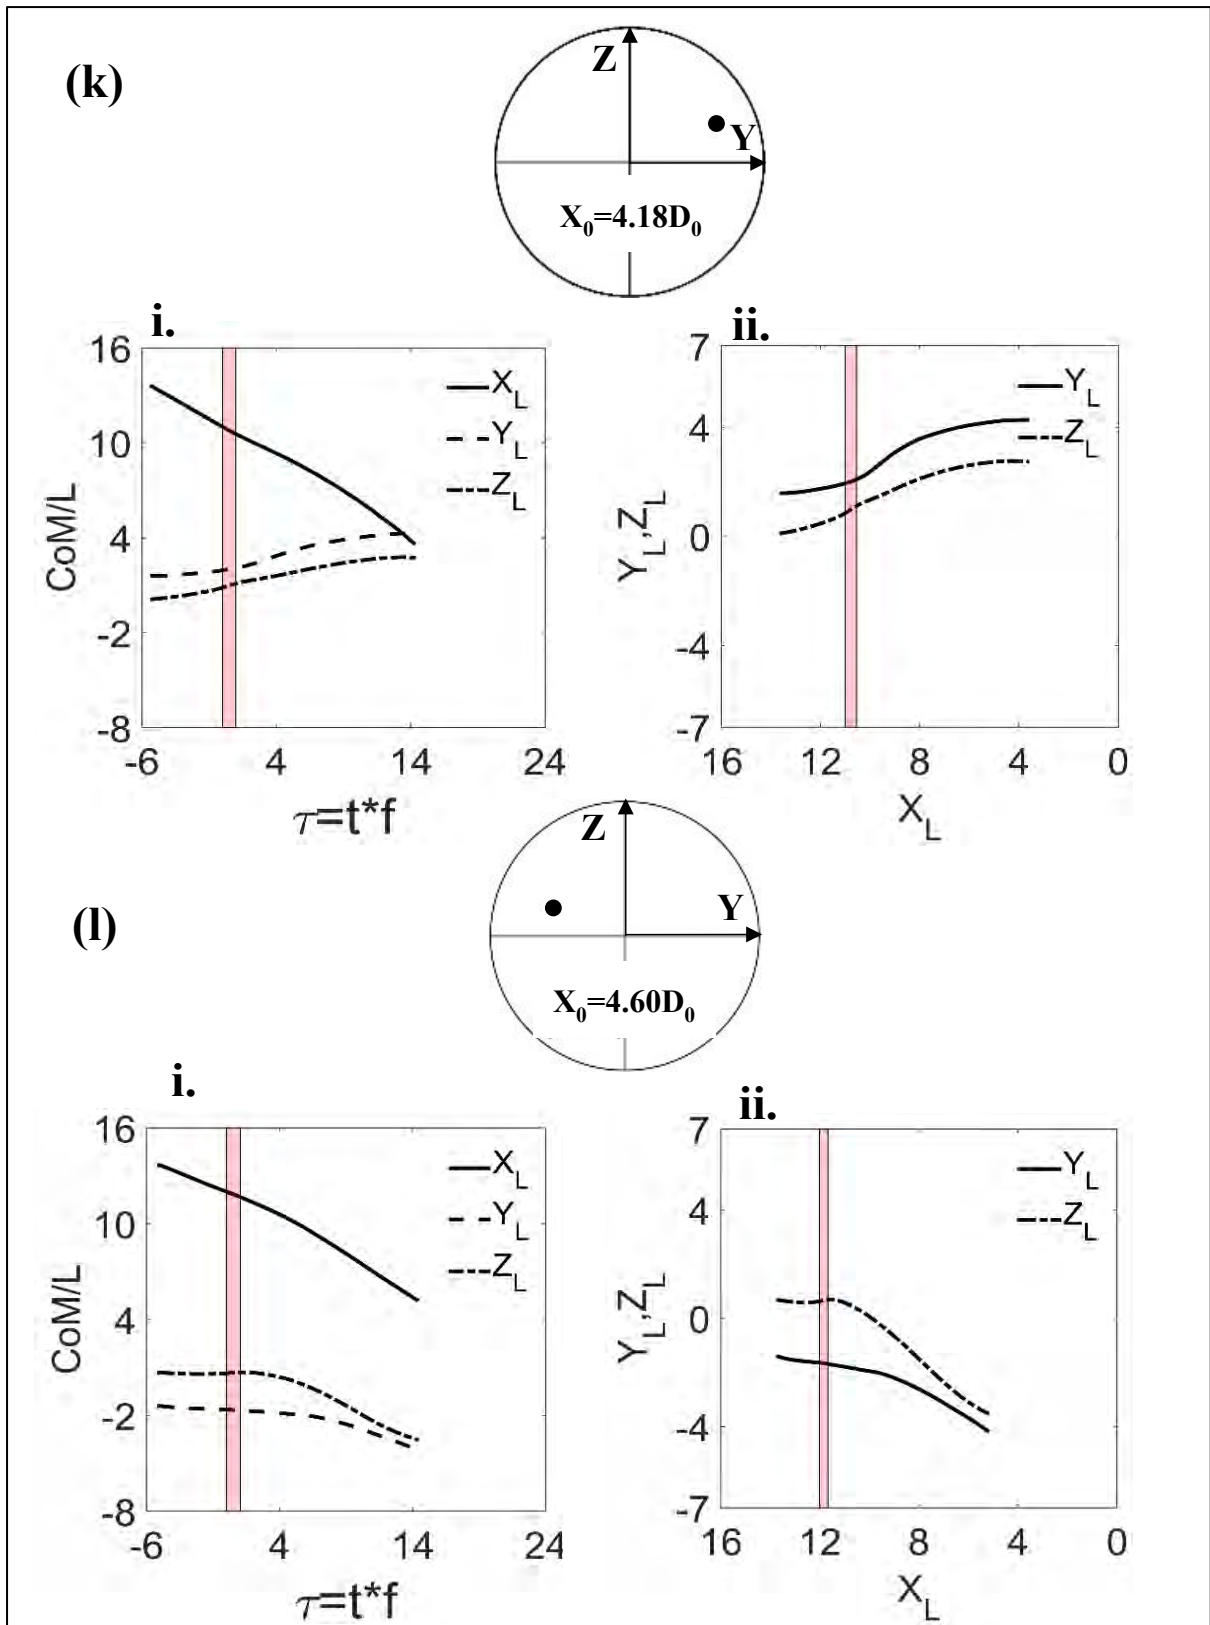 (k)
Z
Y
X0=4.18D0
i.
16
10
4
-2
-8
-6
4
14
24
CoM/L
τ=t*f
XL
YL
ZL
ii.
7
4
0
-4
-7
16
12
8
4
0
YL,ZL
XL
YL
ZL
(l)
Z
Y
X0=4.60D0
i.
16
10
4
-2
-8
-6
4
14
24
CoM/L
τ=t*f
XL
YL
ZL
ii.
7
4
0
-4
-7
16
12
8
4
0
YL,ZL
XL
YL
ZL